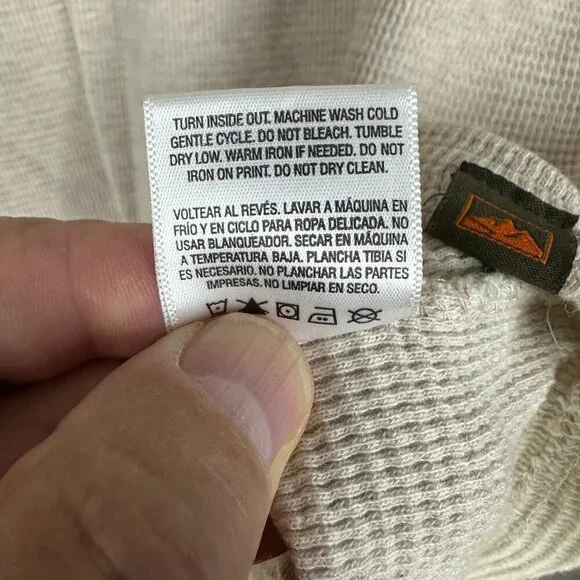 TURN INSIDE OUT. MACHINE WASH COLD
GENTLE CYCLE. DO NOT BLEACH. TUMBLE
DRY LOW. WARM IRON IF NEEDED. DO NOT
IRON ON PRINT. DO NOT DRY CLEAN.
VOLTEAR AL REVÉS. LAVAR A MÁQUINA EN
FRÍO Y EN CICLO PARA ROPA DELICADA. NO
USAR BLANQUEADOR. SECAR EN MÁQUINA
A TEMPERATURA BAJA. PLANCHA TIBIA SI
ES NECESARIO. NO PLANCHAR LAS PARTES
IMPRESAS. NO LIMPIAR EN SECO.